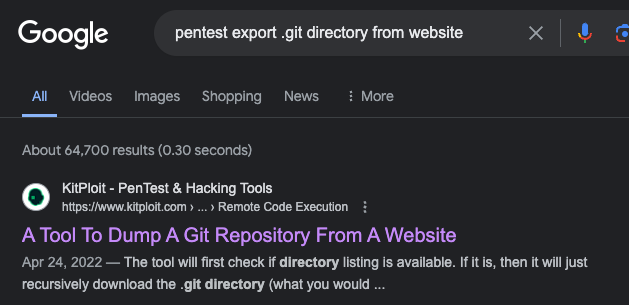 Google
pentest export .git directory from website
All Videos Images Shopping News More
About 64,700 results (0.30 seconds)
KitPloit - PenTest & Hacking Tools
https://www.kitploit.com › ... › Remote Code Execution
A Tool To Dump A Git Repository From A Website
Apr 24, 2022 — The tool will first check if directory listing is available. If it is, then it will just
recursively download the .git directory (what you would ...